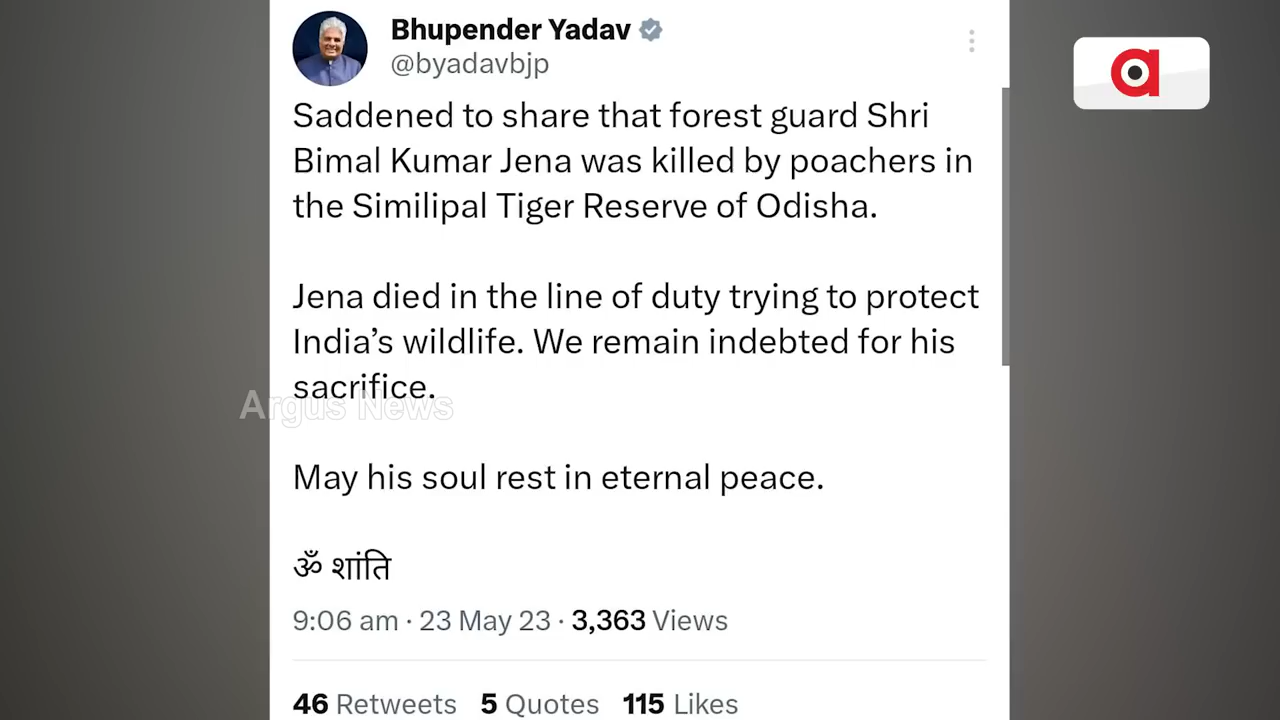 Bhupender Yadav
@byadavbjp
Saddened to share that forest guard Shri
Bimal Kumar Jena was killed by poachers in
the Similipal Tiger Reserve of Odisha.
Jena died in the line of duty trying to protect
India’s wildlife. We remain indebted for his
sacrifice.
Argus News
May his soul rest in eternal peace.
ॐ शांति
9:06 am · 23 May 23 · 3,363 Views
46 Retweets 5 Quotes 115 Likes